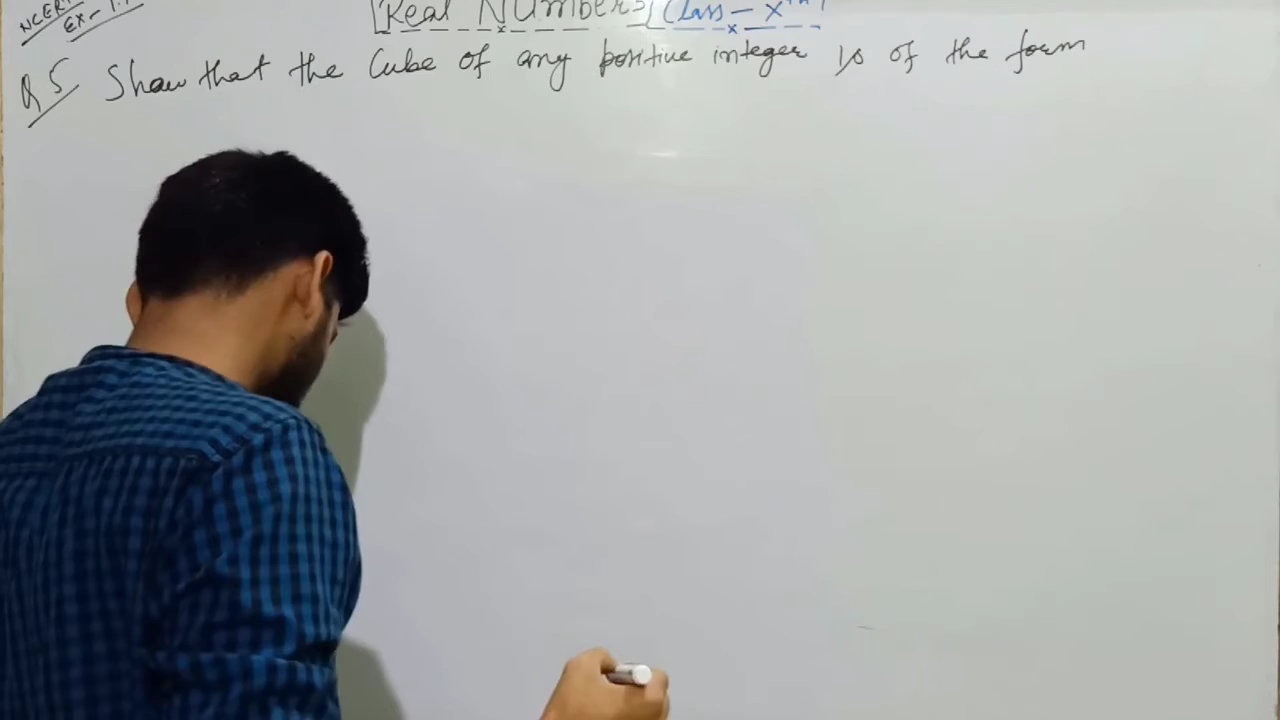 NCERT
Ex- 1.1
Real Numbers Class - Xth
Q5 Show that the Cube of any positive integer is of the form